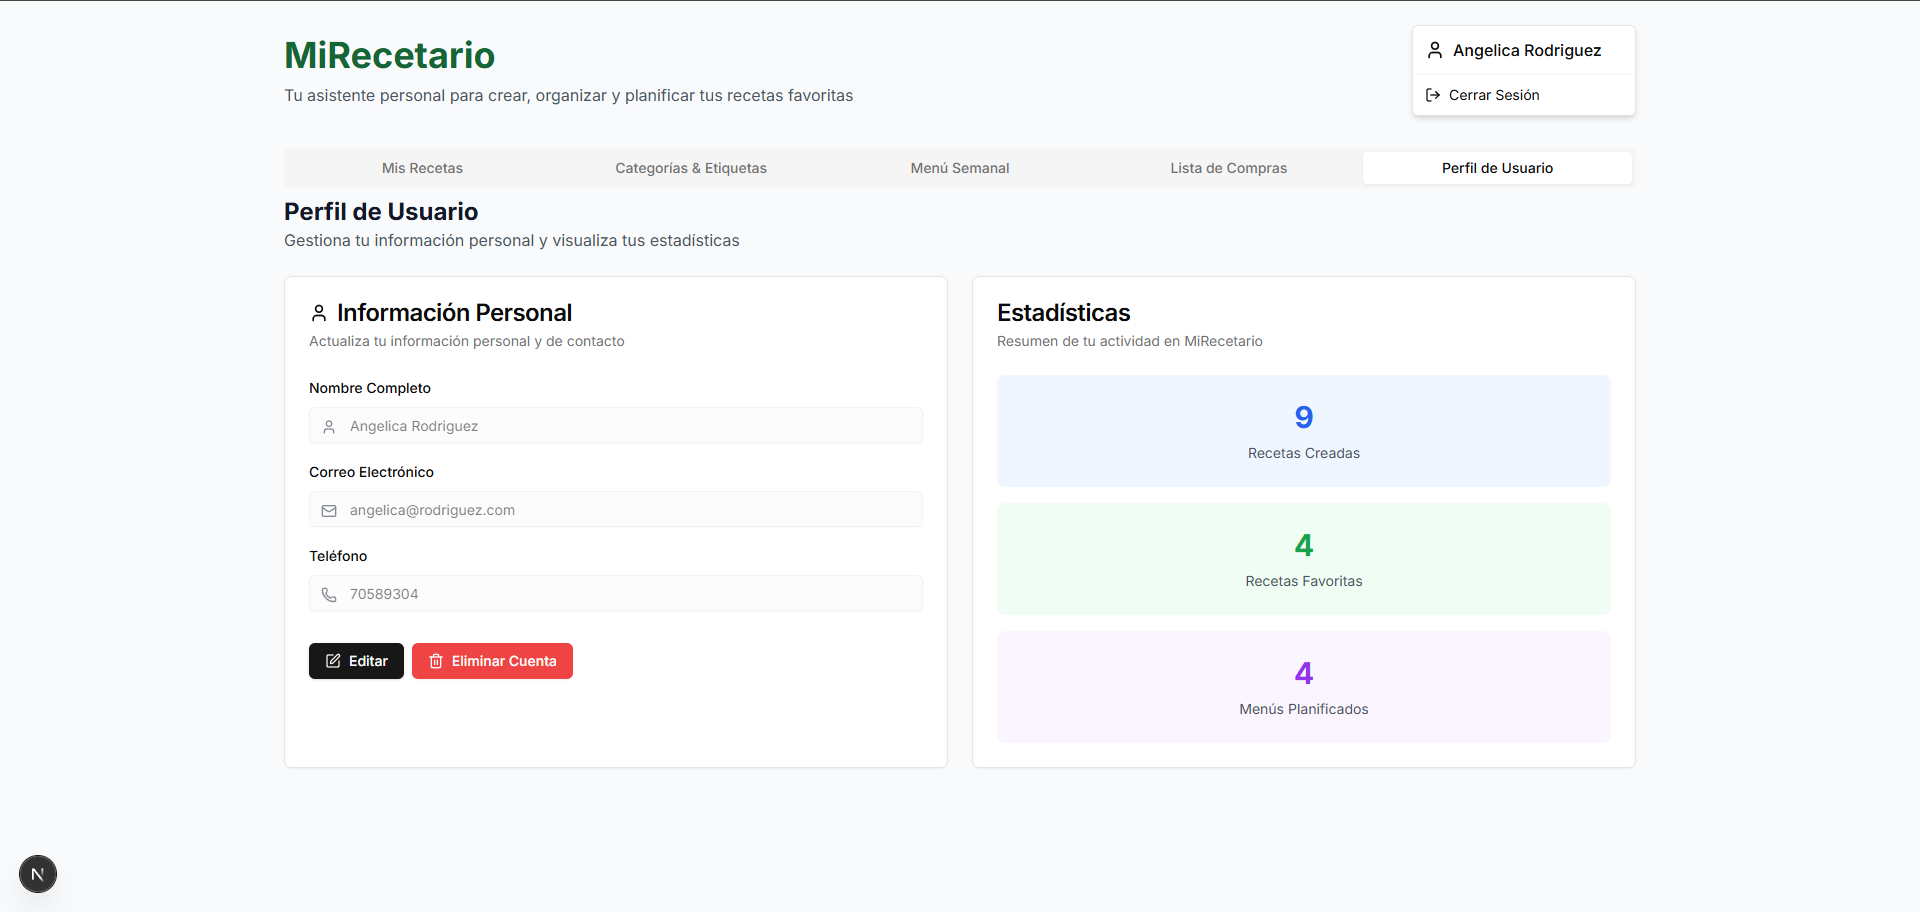 MiRecetario
Tu asistente personal para crear, organizar y planificar tus recetas favoritas
Angelica Rodriguez
Cerrar Sesión
Mis Recetas
Categorías & Etiquetas
Menú Semanal
Lista de Compras
Perfil de Usuario
Perfil de Usuario
Gestiona tu información personal y visualiza tus estadísticas
Información Personal
Actualiza tu información personal y de contacto
Nombre Completo
Angelica Rodriguez
Correo Electrónico
angelica@rodriguez.com
Teléfono
70589304
Editar
Eliminar Cuenta
Estadísticas
Resumen de tu actividad en MiRecetario
9
Recetas Creadas
4
Recetas Favoritas
4
Menús Planificados
N